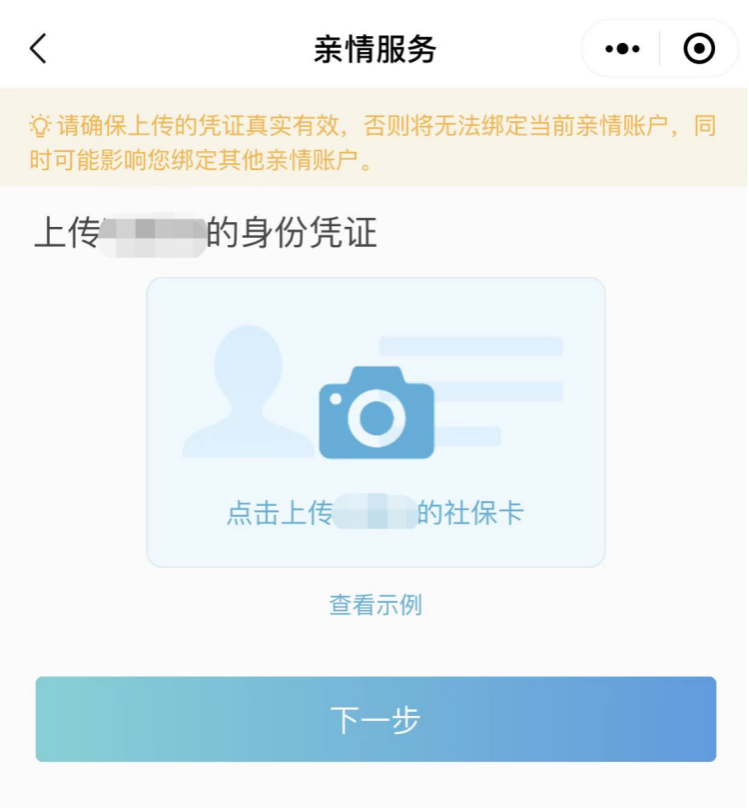 亲情服务
请确保上传的凭证真实有效，否则将无法绑定当前亲情账户，同
时可能影响您绑定其他亲情账户。
上传的身份凭证
点击上传的社保卡
查看示例
下一步